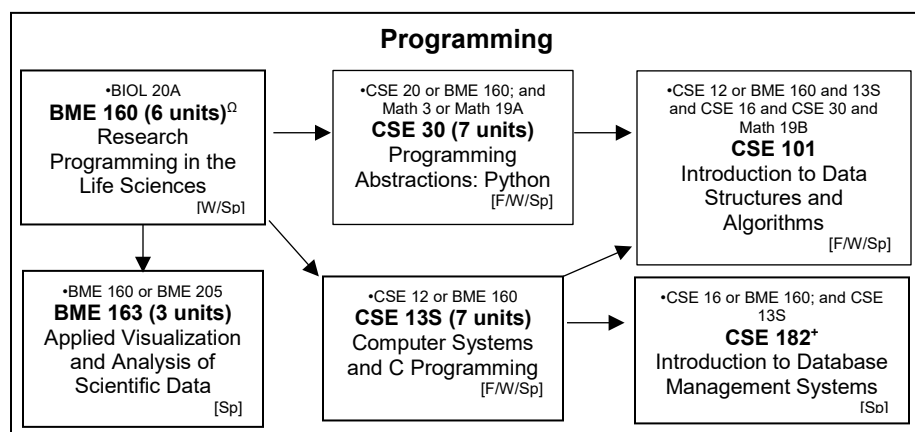 Programming
•BIOL 20A
BME 160 (6 units)Ω
Research
Programming in the
Life Sciences
[W/Sp]
•CSE 20 or BME 160; and
Math 3 or Math 19A
CSE 30 (7 units)
Programming
Abstractions: Python
[F/W/Sp]
•CSE 12 or BME 160 and 13S
and CSE 16 and CSE 30 and
Math 19B
CSE 101
Introduction to Data
Structures and
Algorithms
[F/W/Sp]
•BME 160 or BME 205
BME 163 (3 units)
Applied Visualization
and Analysis of
Scientific Data
[Sp]
•CSE 12 or BME 160
CSE 13S (7 units)
Computer Systems
and C Programming
[F/W/Sp]
•CSE 16 or BME 160; and CSE
13S
CSE 182+
Introduction to Database
Management Systems
[Sp]